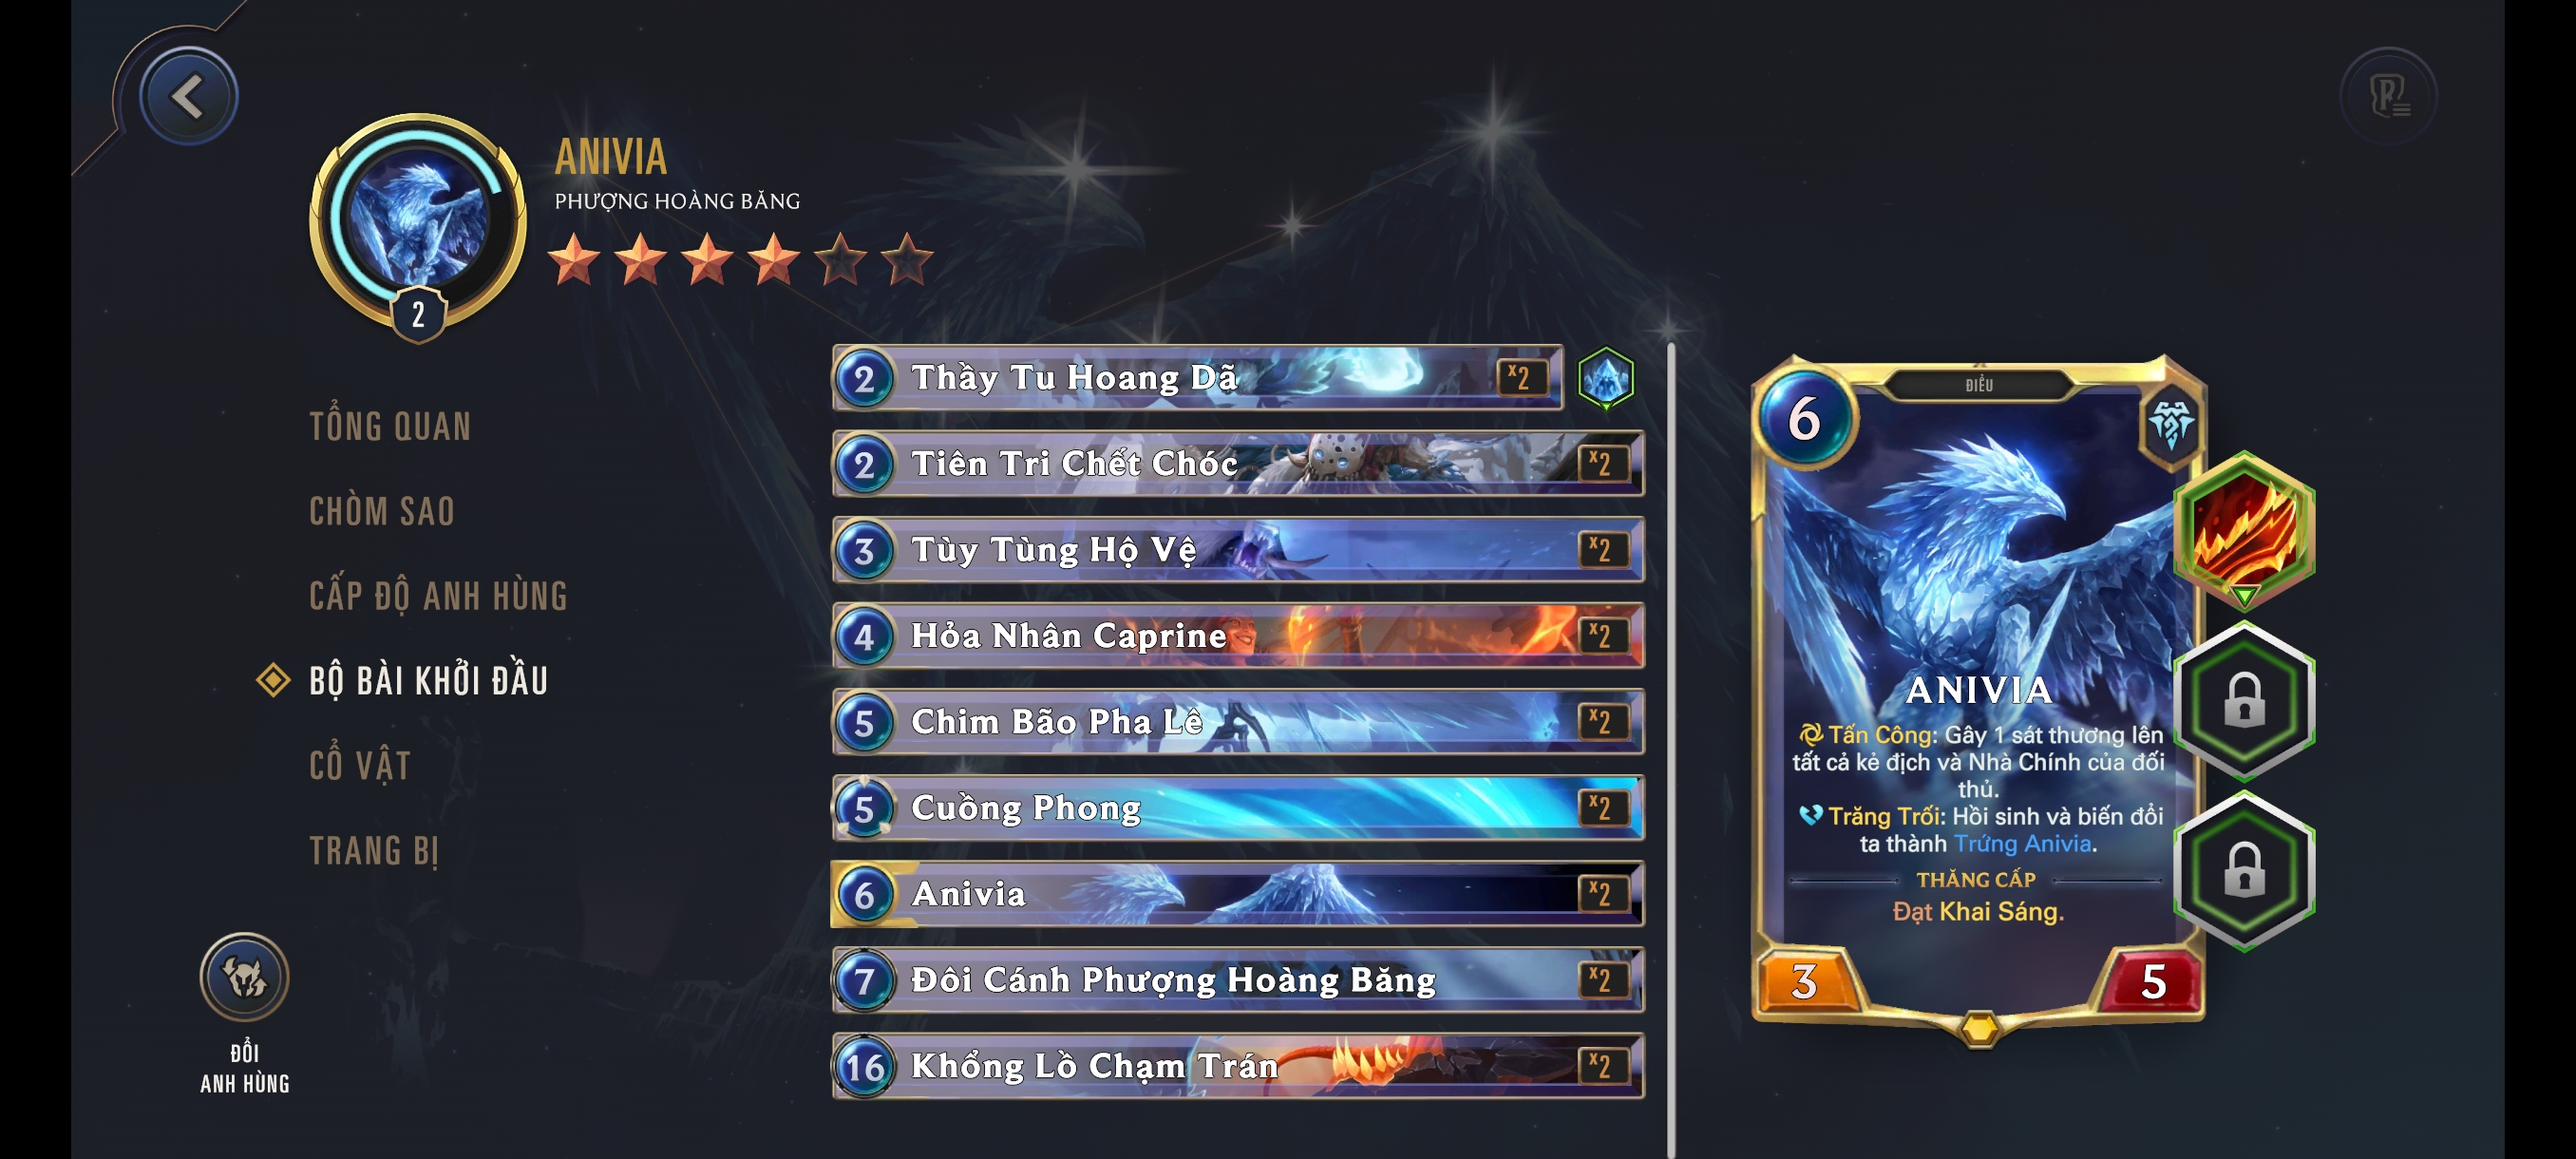 ANIVIA
PHƯỢNG HOÀNG BĂNG
2
TỔNG QUAN
CHÒM SAO
CẤP ĐỘ ANH HÙNG
BỘ BÀI KHỞI ĐẦU
CỔ VẬT
TRANG BỊ
ĐỔI
ANH HÙNG
2 Thầy Tu Hoang Dã x2
2 Tiên Tri Chết Chóc x2
3 Tùy Tùng Hộ Vệ x2
4 Hỏa Nhân Caprine x2
5 Chim Bão Pha Lê x2
5 Cuồng Phong x2
6 Anivia x2
7 Đôi Cánh Phượng Hoàng Băng x2
16 Khổng Lồ Chạm Trán x2
ĐIỂU
6
ANIVIA
Tấn Công: Gây 1 sát thương lên
tất cả kẻ địch và Nhà Chính của đối
thủ.
Trăng Trối: Hồi sinh và biến đổi
ta thành Trứng Anivia.
THĂNG CẤP
Đạt Khai Sáng.
3 5